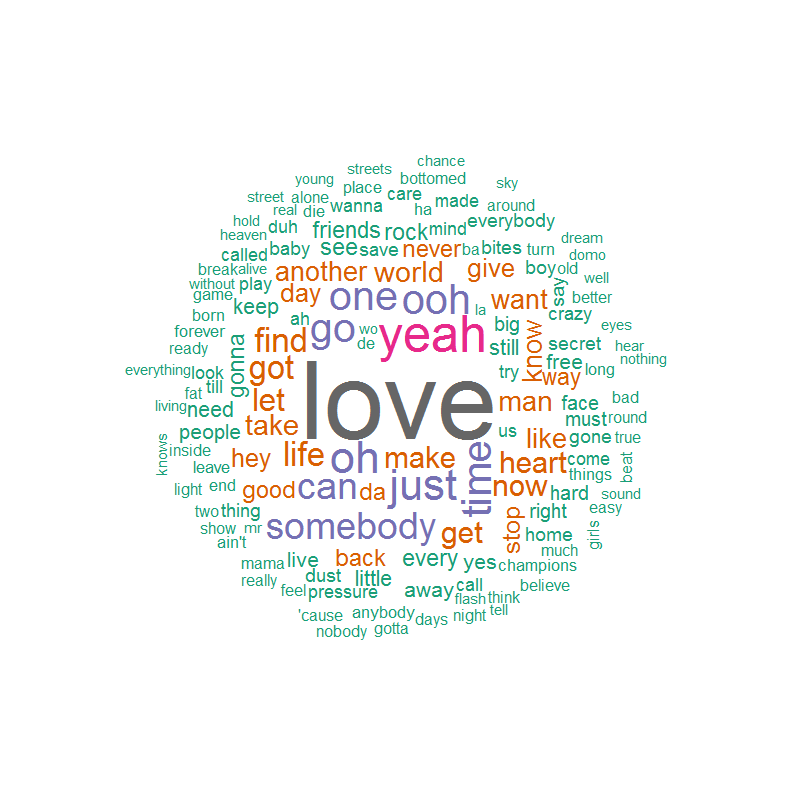 chance
streets
young place bottomed sky
street alone care made around
real die wanna ha
hold duh friends rock mind everybody
heaven see save never ba bites turn dream
called baby domo
breakalive another world give boy old well
without play day one ooh want say better
game keep la crazy
born ah go wo yeah big know eyes
forever find de still secret hear
ready gonna free nothing
everything look got love try way long
fat till let man face bad
living need take us must round
people like gone true
knows inside hey life oh make time heart come beat
leave things
light end good can da just now hard sound
two thing somebody get stop right easy
show mr home girls
ain't much
mama live back every yes champions
really dust little call believe
feel pressure away flash think
'cause anybody days night tell
nobody gotta